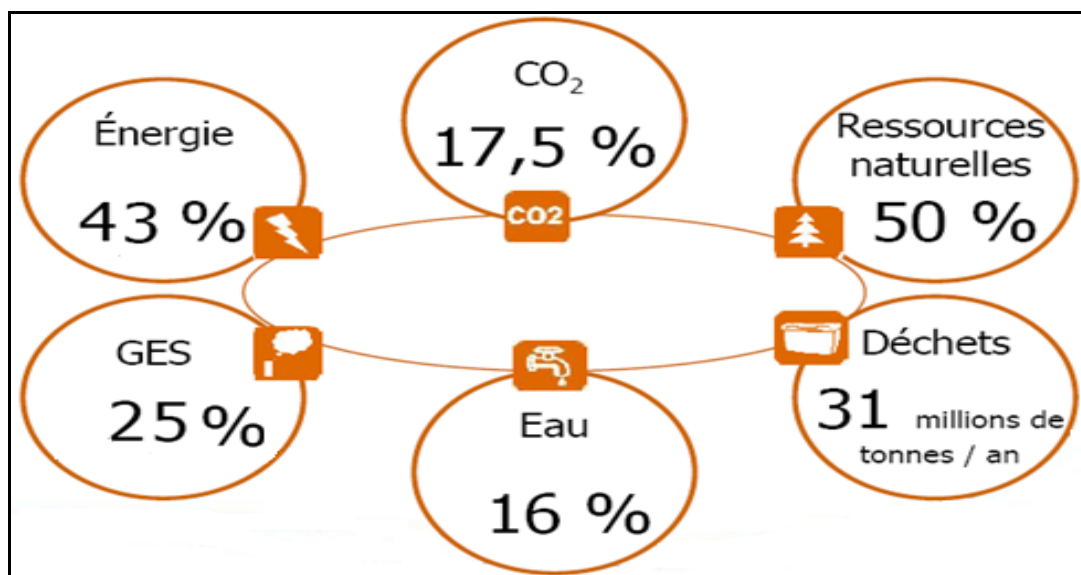 Énergie
43 %
CO₂
17,5 %
CO2
Ressources
naturelles
50 %
GES
25 %
Eau
16 %
Déchets
31 millions de
tonnes / an